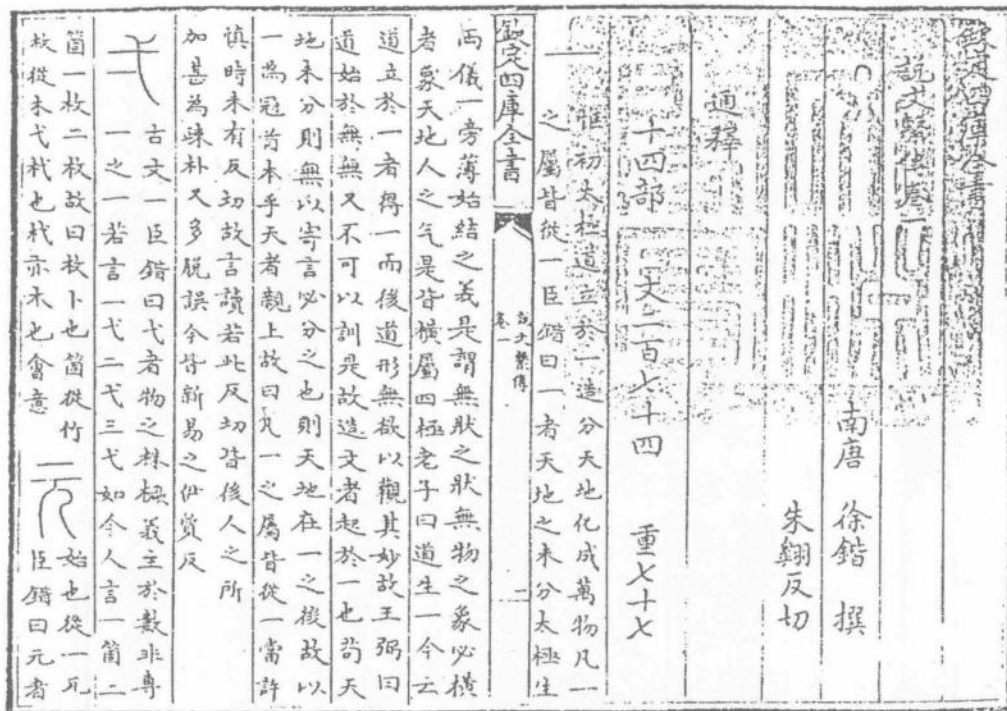 欽定四庫全書
說文繫傳卷一
南唐 徐鍇 撰
朱翱反切
通釋
十四部 文二百七十四 重七十七
一 惟初太極道立於一造分天地化成萬物凡一
之屬皆從一臣鍇曰一者天地之未分太極生
欽定四庫全書
說文繫傳
卷一
一
兩儀一旁薄始結之義是謂無狀之狀無物之象必橫
者象天地人之气是皆橫屬四極老子曰道生一今云
道立於一者得一而後道形無欲以觀其妙故王弼曰
道始於無無又不可以訓是故造文者起於一也苟天
地未分則無以寄言必分之也則天地在一之後故以
一為冠首本乎天者親上故曰凡一之屬皆從一當許
慎時未有反切故言讀若此反切皆後人之所
加甚為疎朴又多脫誤今皆新易之伊質反
弌 古文一臣鍇曰弋者物之株橛義主於數非專
一之一若言一弋二弋三弋如今人言一箇二
箇一枚二枚故曰枚卜也箇從竹
枚從木弋杙也杙亦木也會意
元 始也從一兀
臣鍇曰元者